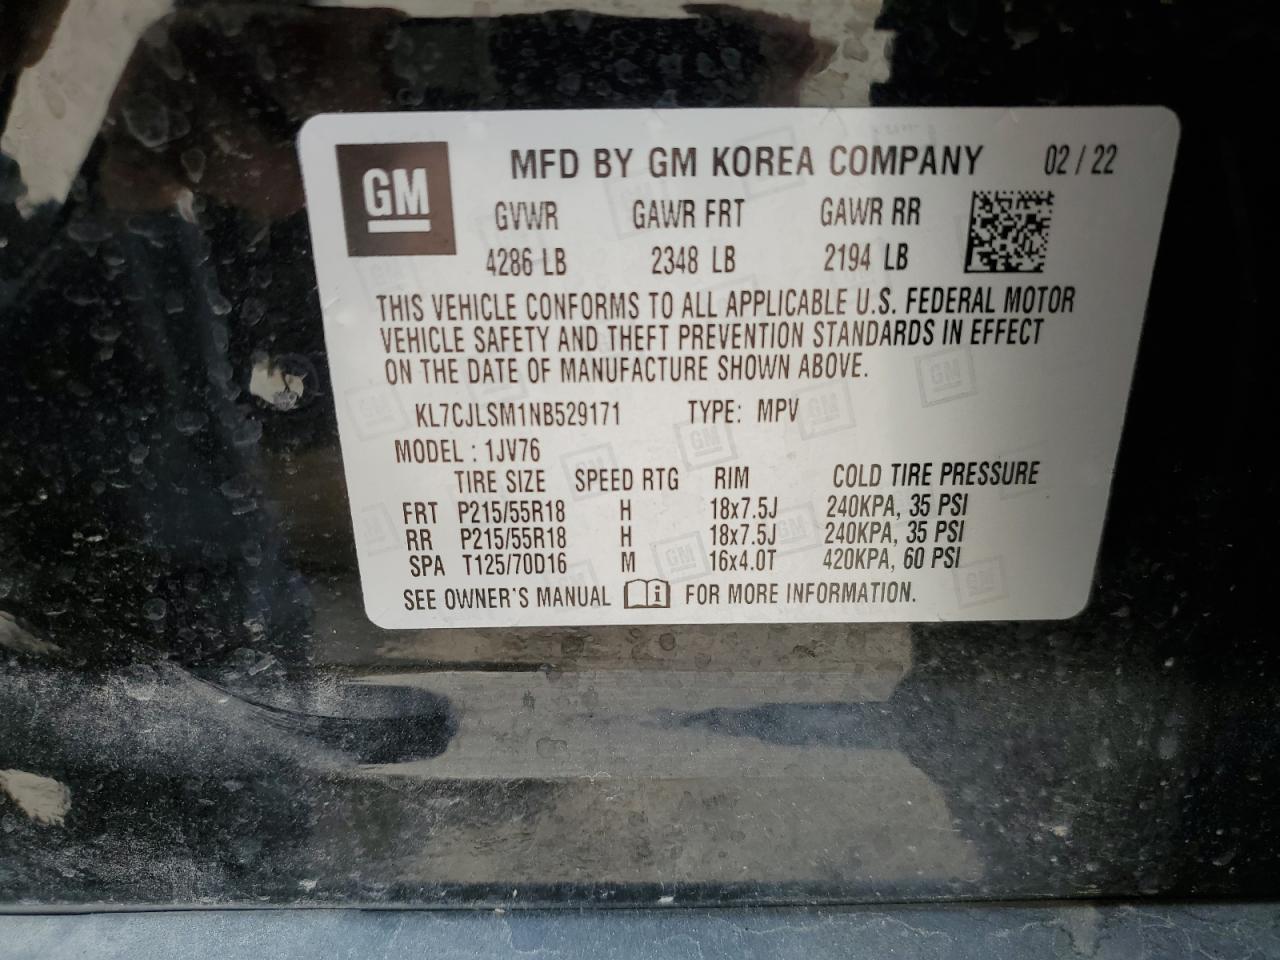 GM
MFD BY GM KOREA COMPANY 02 / 22
GVWR GAWR FRT GAWR RR
4286 LB 2348 LB 2194 LB
THIS VEHICLE CONFORMS TO ALL APPLICABLE U.S. FEDERAL MOTOR
VEHICLE SAFETY AND THEFT PREVENTION STANDARDS IN EFFECT
ON THE DATE OF MANUFACTURE SHOWN ABOVE.
KL7CJLSM1NB529171 TYPE: MPV
MODEL : 1JV76
TIRE SIZE SPEED RTG RIM COLD TIRE PRESSURE
FRT P215/55R18 H 18x7.5J 240KPA, 35 PSI
RR P215/55R18 H 18x7.5J 240KPA, 35 PSI
SPA T125/70D16 M 16x4.0T 420KPA, 60 PSI
SEE OWNER'S MANUAL i FOR MORE INFORMATION.